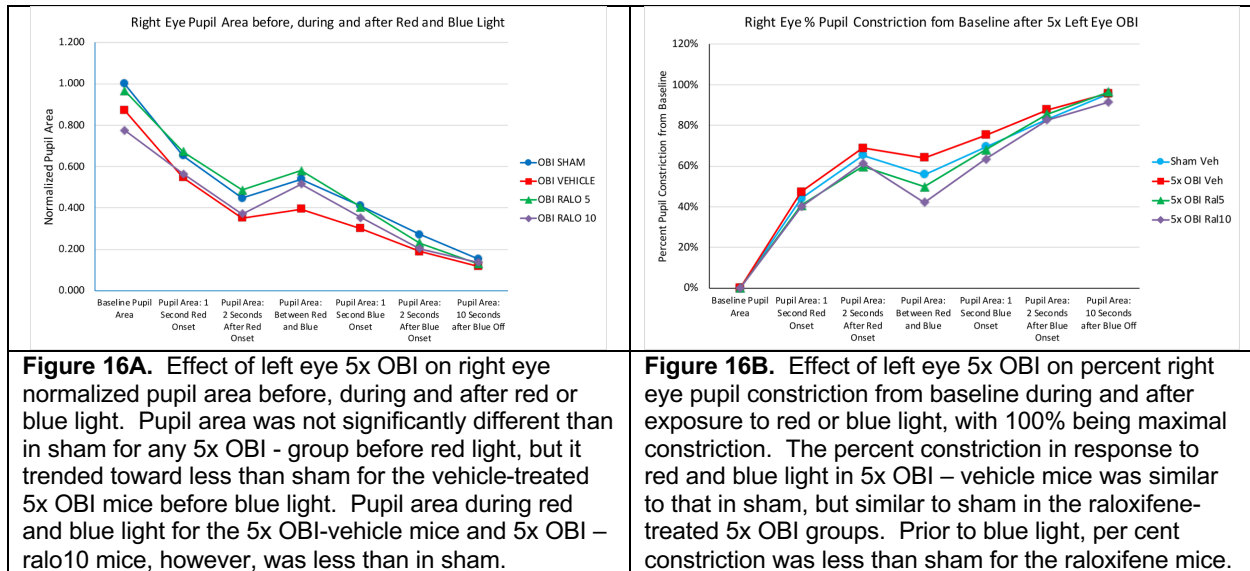 Right Eye Pupil Area before, during and after Red and Blue Light
1.200
1.000
0.800
0.600
0.400
0.200
0.000
Normalized Pupil Area
Baseline Pupil
Area
Pupil Area: 1
Second Red
Onset
Pupil Area:
2 Seconds
After Red
Onset
Pupil Area:
Between Red
and Blue
Pupil Area: 1
Second Blue
Onset
Pupil Area:
2 Seconds
After Blue
Onset
Pupil Area:
10 Seconds
after Blue Off
OBI SHAM
OBI VEHICLE
OBI RALO 5
OBI RALO 10
Right Eye % Pupil Constriction fom Baseline after 5x Left Eye OBI
120%
100%
80%
60%
40%
20%
0%
Percent Pupil Constriction from Baseline
Baseline Pupil
Area
Pupil Area: 1
Second Red
Onset
Pupil Area:
2 Seconds
After Red
Onset
Pupil Area:
Between Red
and Blue
Pupil Area: 1
Second Blue
Onset
Pupil Area:
2 Seconds
After Blue
Onset
Pupil Area:
10 Seconds
after Blue Off
Sham Veh
5x OBI Veh
5x OBI Ral5
5x OBI Ral10
Figure 16A. Effect of left eye 5x OBI on right eye
normalized pupil area before, during and after red or
blue light. Pupil area was not significantly different than
in sham for any 5x OBI - group before red light, but it
trended toward less than sham for the vehicle-treated
5x OBI mice before blue light. Pupil area during red
and blue light for the 5x OBI-vehicle mice and 5x OBI –
ralo10 mice, however, was less than in sham.
Figure 16B. Effect of left eye 5x OBI on percent right
eye pupil constriction from baseline during and after
exposure to red or blue light, with 100% being maximal
constriction. The percent constriction in response to
red and blue light in 5x OBI – vehicle mice was similar
to that in sham, but similar to sham in the raloxifene-
treated 5x OBI groups. Prior to blue light, per cent
constriction was less than sham for the raloxifene mice.